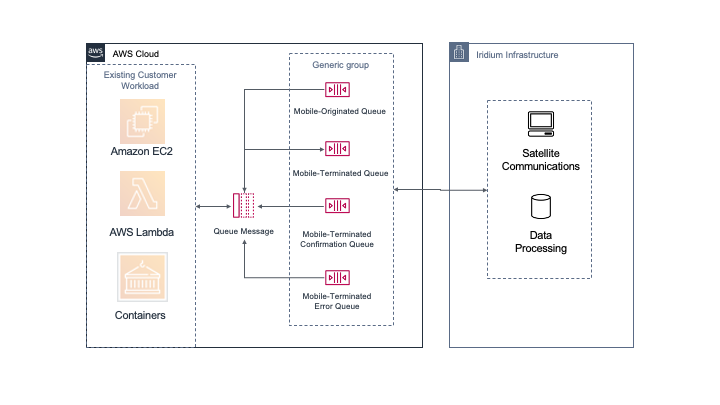 aws
AWS Cloud
Existing Customer
Workload
Amazon EC2
AWS Lambda
Containers
Queue Message
Generic group
Mobile-Originated Queue
Mobile-Terminated Queue
Mobile-Terminated
Confirmation Queue
Mobile-Terminated
Error Queue
Iridium Infrastructure
Satellite
Communications
Data
Processing